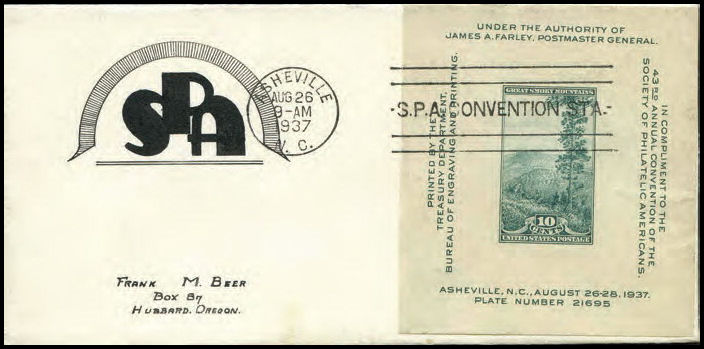 SPA
ASHEVILLE
AUG 26
9-AM
1937
N. C.
S.P.A. CONVENTION STA.
UNDER THE AUTHORITY OF
JAMES A. FARLEY, POSTMASTER GENERAL.
PRINTED BY THE
TREASURY DEPARTMENT,
BUREAU OF ENGRAVING AND PRINTING.
GREAT SMOKY MOUNTAINS
10
CENTS
UNITED STATES POSTAGE
IN COMPLIMENT TO THE
43RD ANNUAL CONVENTION OF THE
SOCIETY OF PHILATELIC AMERICANS.
ASHEVILLE, N.C., AUGUST 26-28, 1937.
PLATE NUMBER 21695
FRANK M. BEER
BOX 87
HUBBARD, OREGON.